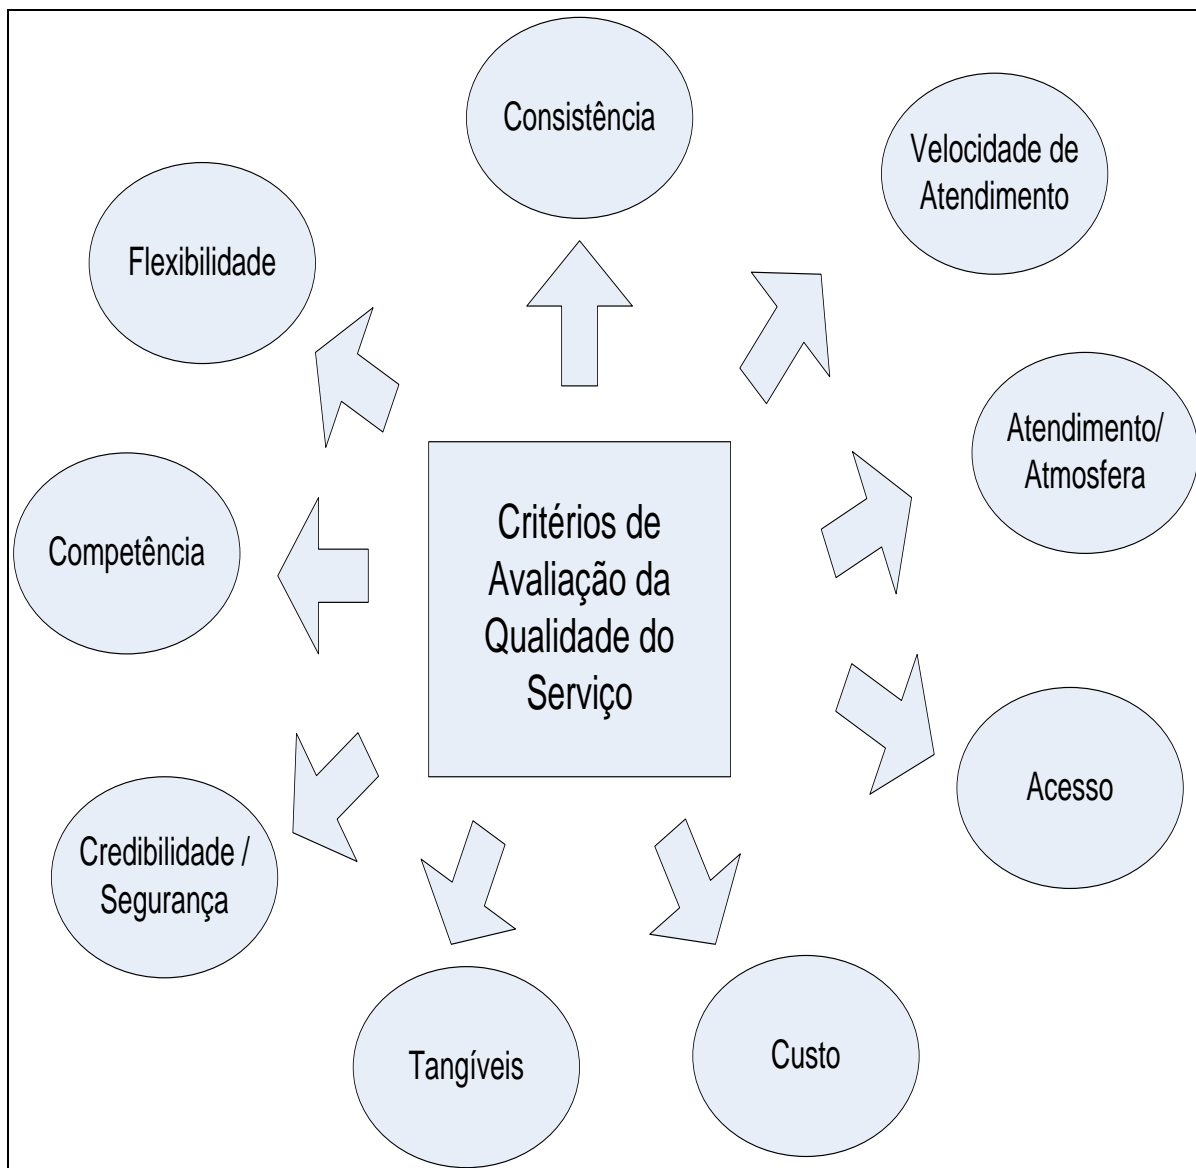 Consistência
Velocidade de
Atendimento
Flexibilidade
Atendimento/
Atmosfera
Critérios de
Avaliação da
Qualidade do
Serviço
Competência
Acesso
Credibilidade /
Segurança
Tangíveis
Custo